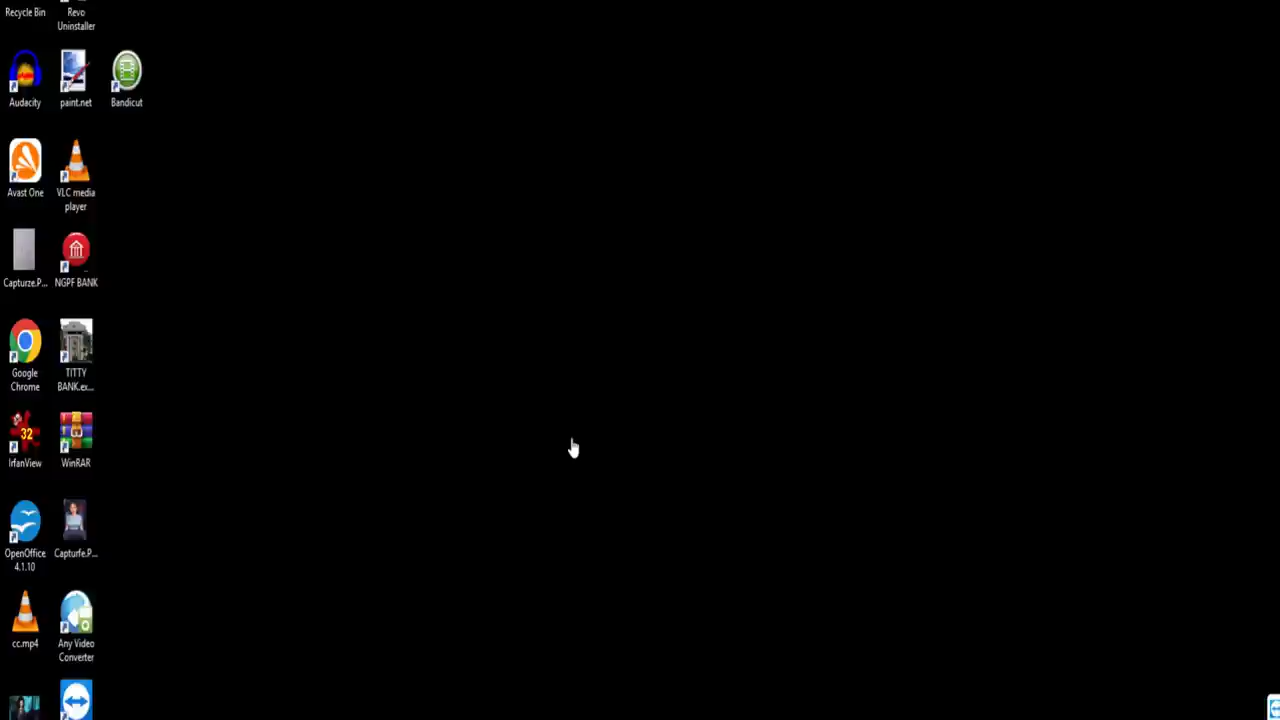 Recycle Bin
Revo
Uninstaller
Audacity
paint.net
Bandicut
Avast One
VLC media
player
Capturze.P...
NGPF BANK
Google
Chrome
TITTY
BANK.ex...
32
IrfanView
WinRAR
OpenOffice
4.1.10
Capturfe.P...
cc.mp4
Any Video
Converter